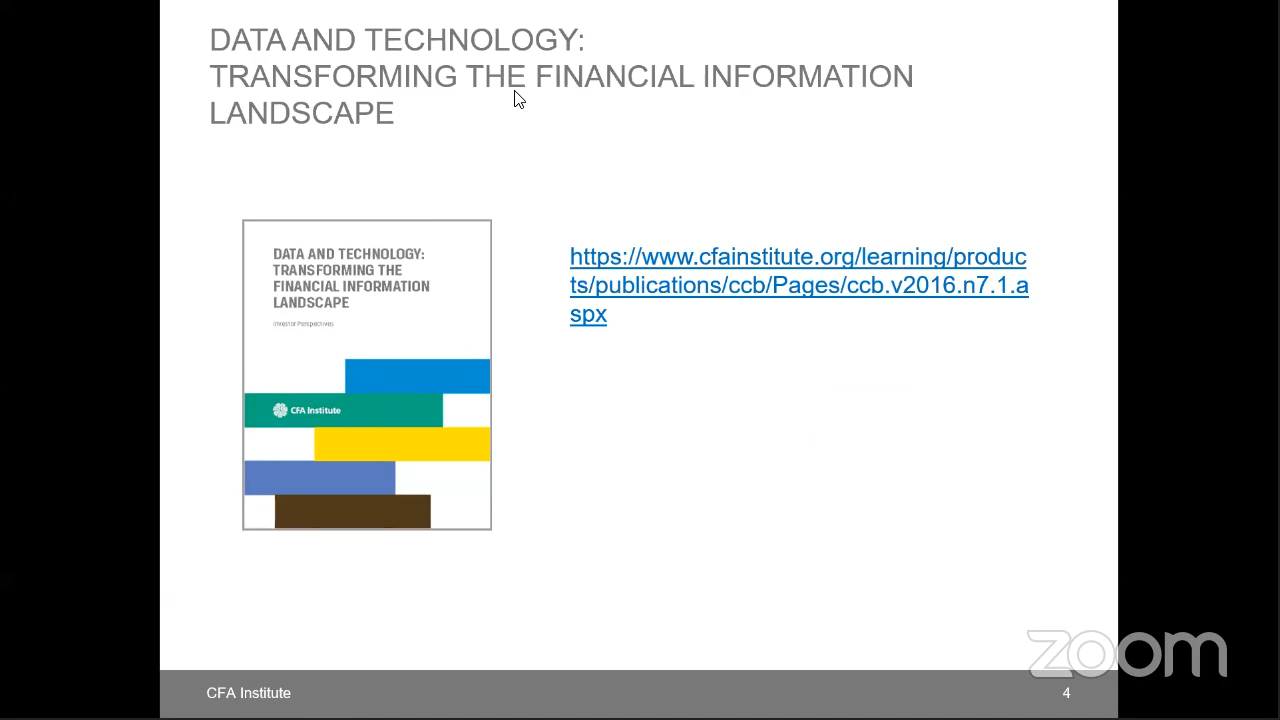 DATA AND TECHNOLOGY:
TRANSFORMING THE FINANCIAL INFORMATION
LANDSCAPE
DATA AND TECHNOLOGY:
TRANSFORMING THE
FINANCIAL INFORMATION
LANDSCAPE
Investor Perspectives
CFA Institute
https://www.cfainstitute.org/learning/produc
ts/publications/ccb/Pages/ccb.v2016.n7.1.a
spx
zoom
CFA Institute
4